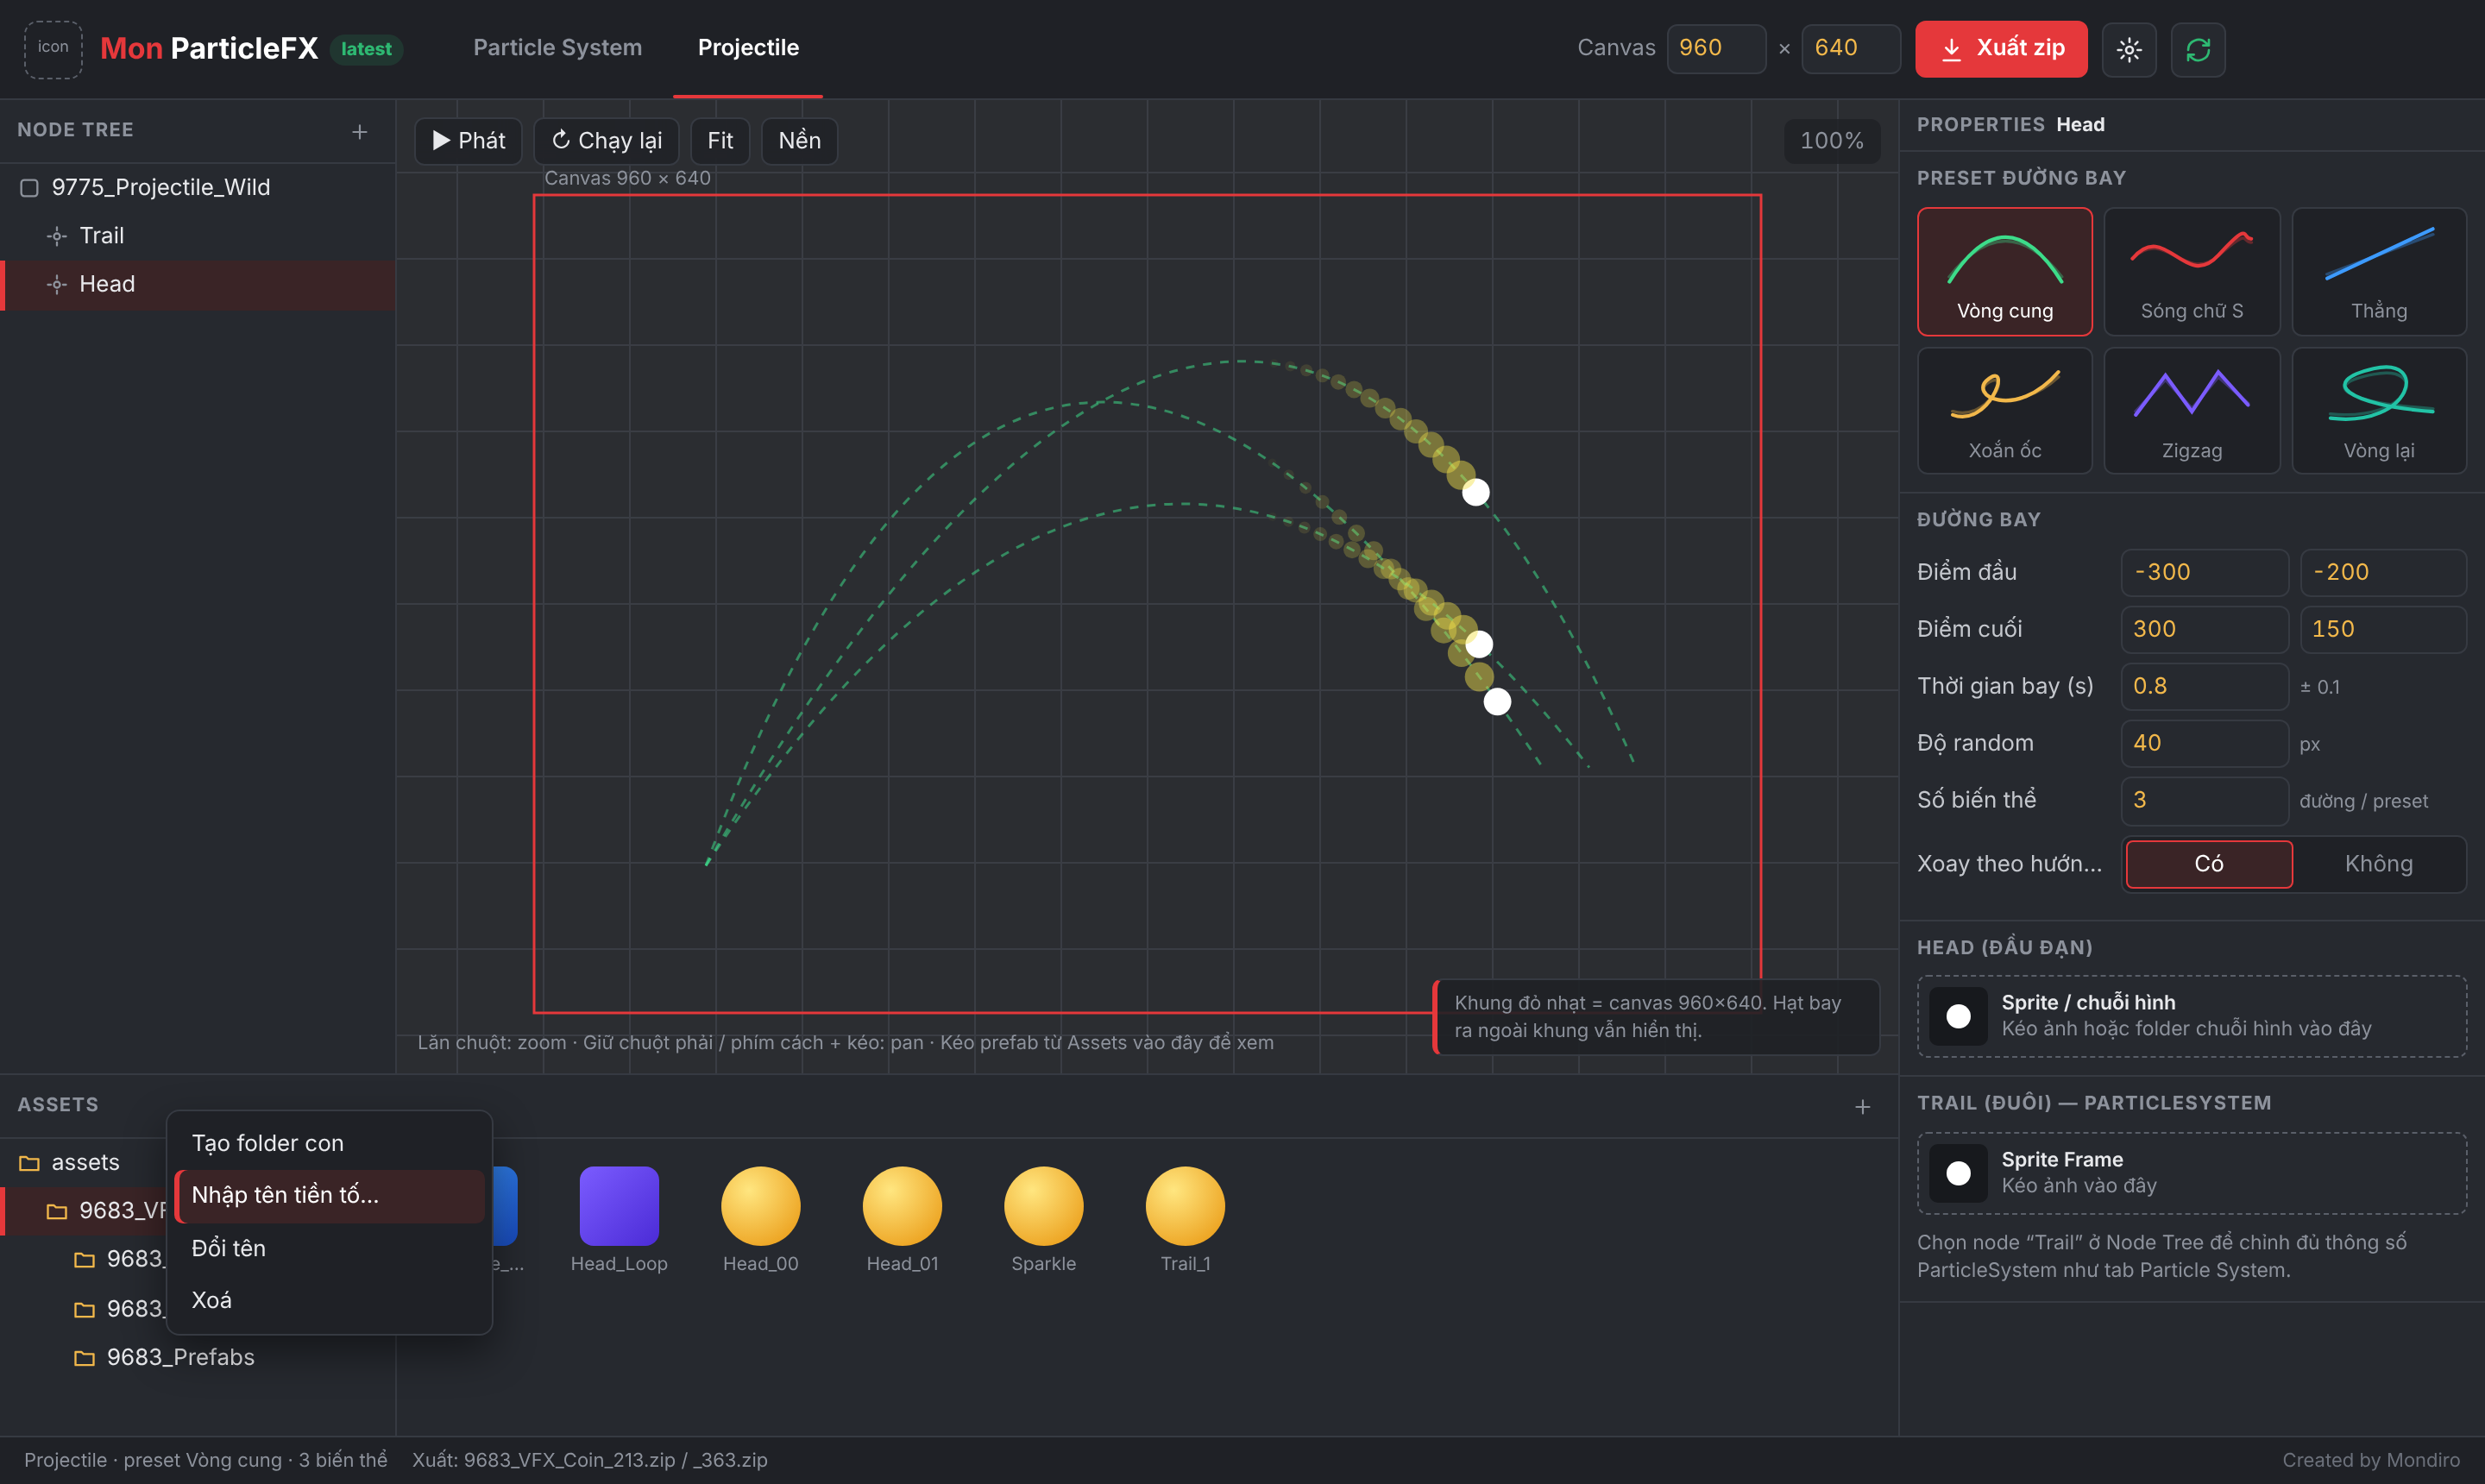 icon
Mon ParticleFX
latest
Particle System
Projectile
Canvas
960
×
640
Xuất zip
NODE TREE
+
9775_Projectile_Wild
Trail
Head
Phát
Chạy lại
Fit
Nền
100%
Canvas 960 × 640
Khung đỏ nhạt = canvas 960×640. Hạt bay
ra ngoài khung vẫn hiển thị.
Lăn chuột: zoom · Giữ chuột phải / phím cách + kéo: pan · Kéo prefab từ Assets vào đây để xem
PROPERTIES Head
PRESET ĐƯỜNG BAY
Vòng cung
Sóng chữ S
Thẳng
Xoắn ốc
Zigzag
Vòng lại
ĐƯỜNG BAY
Điểm đầu
-300
-200
Điểm cuối
300
150
Thời gian bay (s)
0.8
± 0.1
Độ random
40
px
Số biến thể
3
đường / preset
Xoay theo hướn...
Có
Không
HEAD (ĐẦU ĐẠN)
Sprite / chuỗi hình
Kéo ảnh hoặc folder chuỗi hình vào đây
TRAIL (ĐUÔI) — PARTICLESYSTEM
Sprite Frame
Kéo ảnh vào đây
Chọn node “Trail” ở Node Tree để chỉnh đủ thông số
ParticleSystem như tab Particle System.
ASSETS
+
assets
9683_VF
9683_
9683_
9683_Prefabs
Tạo folder con
Nhập tên tiền tố...
Đổi tên
Xoá
e_...
Head_Loop
Head_00
Head_01
Sparkle
Trail_1
Projectile · preset Vòng cung · 3 biến thể
Xuất: 9683_VFX_Coin_213.zip / _363.zip
Created by Mondiro